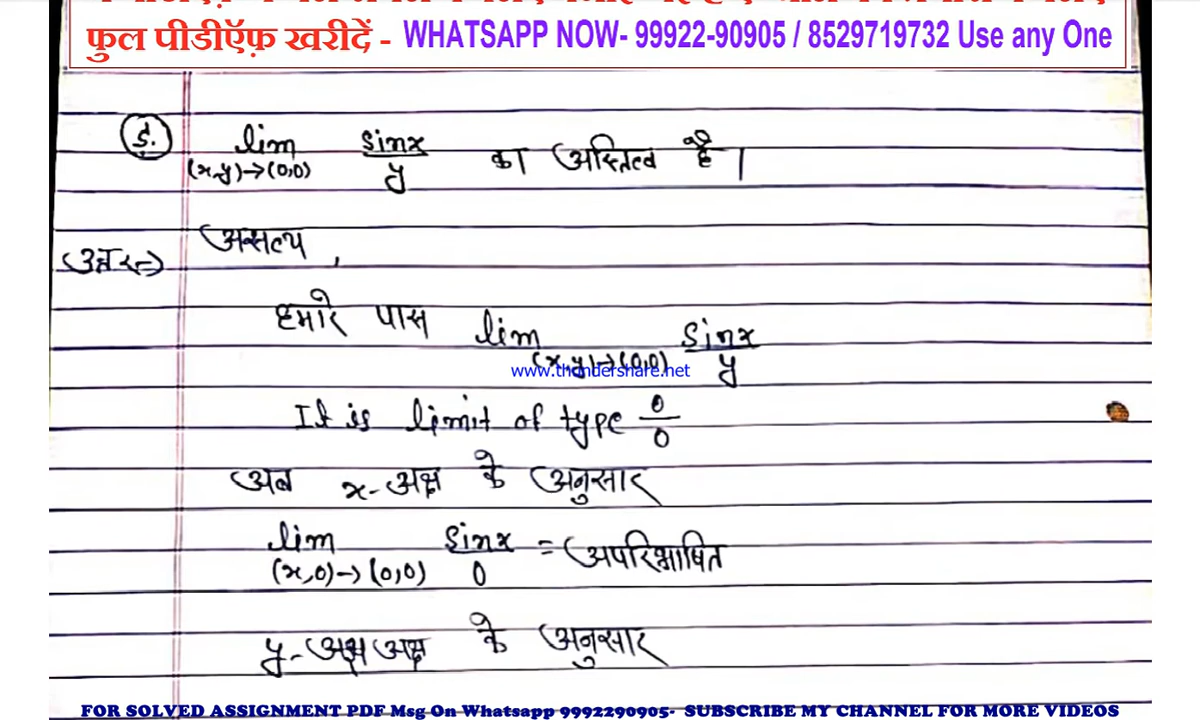 फुल पीडीऍफ़ खरीदें - WHATSAPP NOW- 99922-90905 / 8529719732 Use any One
ई. lim (x,y)→(0,0) sinx/y का अस्तित्व है।
उत्तर→ असत्य,
हमारे पास lim (x,y)→(0,0) sinx/y
www.thundershare.net
It is limit of type 0/0
अब x-अक्ष के अनुसार
lim (x,0)→(0,0) sinx/0 = अपरिभाषित
y-अक्ष अक्ष के अनुसार
FOR SOLVED ASSIGNMENT PDF Msg On Whatsapp 9992290905- SUBSCRIBE MY CHANNEL FOR MORE VIDEOS